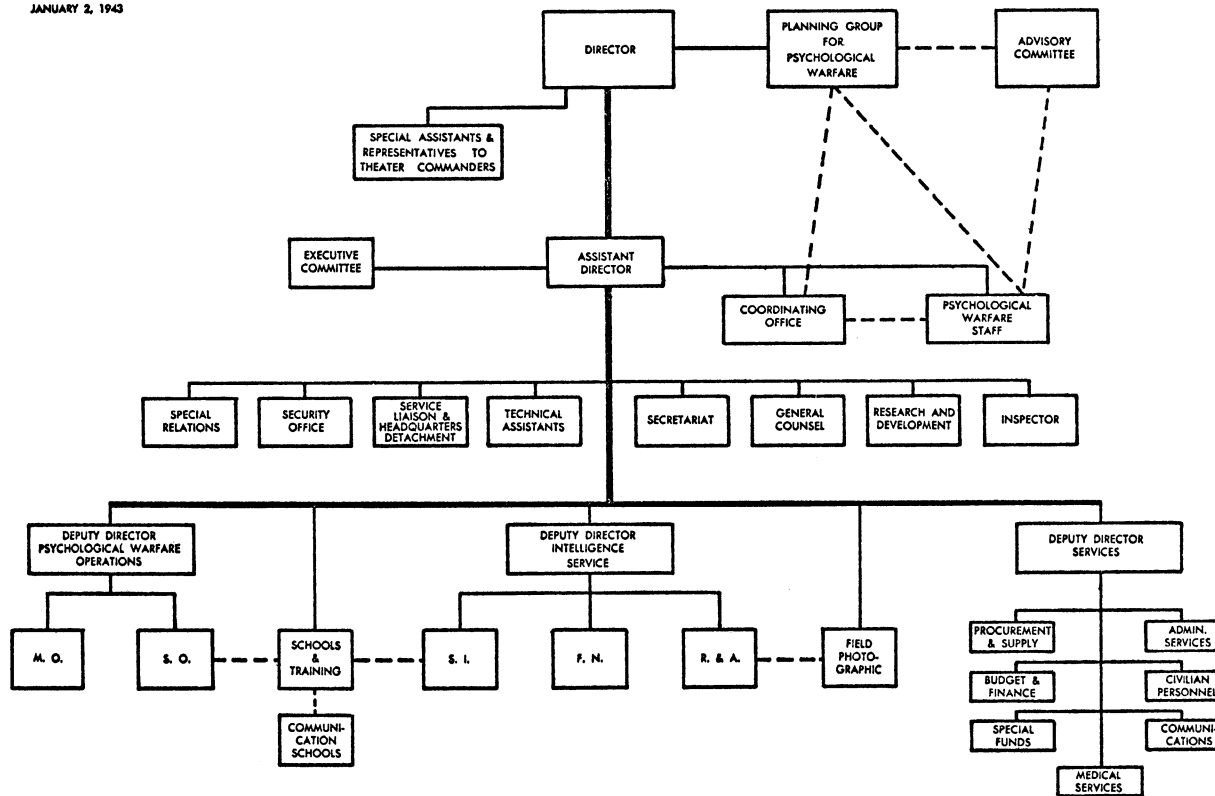 JANUARY 2, 1943
DIRECTOR
PLANNING GROUP
FOR
PSYCHOLOGICAL
WARFARE
ADVISORY
COMMITTEE
SPECIAL ASSISTANTS &
REPRESENTATIVES TO
THEATER COMMANDERS
EXECUTIVE
COMMITTEE
ASSISTANT
DIRECTOR
COORDINATING
OFFICE
PSYCHOLOGICAL
WARFARE
STAFF
SPECIAL
RELATIONS
SECURITY
OFFICE
SERVICE
LIAISON &
HEADQUARTERS
DETACHMENT
TECHNICAL
ASSISTANTS
SECRETARIAT
GENERAL
COUNSEL
RESEARCH AND
DEVELOPMENT
INSPECTOR
DEPUTY DIRECTOR
PSYCHOLOGICAL WARFARE
OPERATIONS
DEPUTY DIRECTOR
INTELLIGENCE
SERVICE
DEPUTY DIRECTOR
SERVICES
M. O.
S. O.
SCHOOLS
&
TRAINING
S. I.
F. N.
R. & A.
FIELD
PHOTO-
GRAPHIC
COMMUNI-
CATION
SCHOOLS
PROCUREMENT
& SUPPLY
ADMIN.
SERVICES
BUDGET &
FINANCE
CIVILIAN
PERSONNEL
SPECIAL
FUNDS
COMMUNI-
CATIONS
MEDICAL
SERVICES